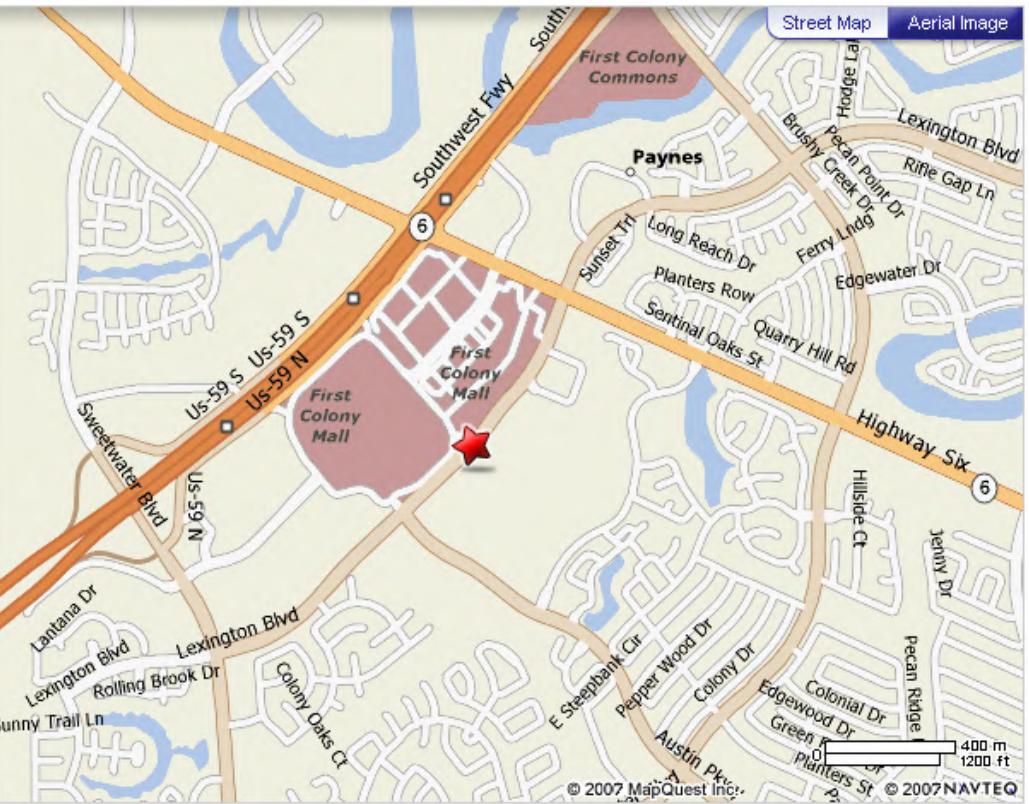 Street Map
Aerial Image
South.
First Colony
Commons
Southwest Fwy
Hodge La
Lexington Blvd
Paynes
Brushy Creek Dr
Pecan Point Dr
Rifle Gap Ln
6
Sunset Trl
Long Reach Dr
Ferry Lndg
Edgewater Dr
Planters Row
Sentinal Oaks St
Quarry Hill Rd
Us-59 S
Us-59 S
Us-59 N
First
Colony
Mall
First
Colony
Mall
Sweetwater Blvd
Highway Six
6
Us-59 N
Hillside Ct
Jenny Dr
Lantana Dr
Lexington Blvd
Lexington Blvd
Rolling Brook Dr
unny Trail Ln
Colony Oaks Ct
E Steepbank Cir
Pepper Wood Dr
Colony Dr
Colonial Dr
Edgewood Dr
Green
Dr
Planters St
Pecan Ridge
Austin Pkwy
0
400 m
1200 ft
© 2007 MapQuest Inc.
© 2007 NAVTEQ